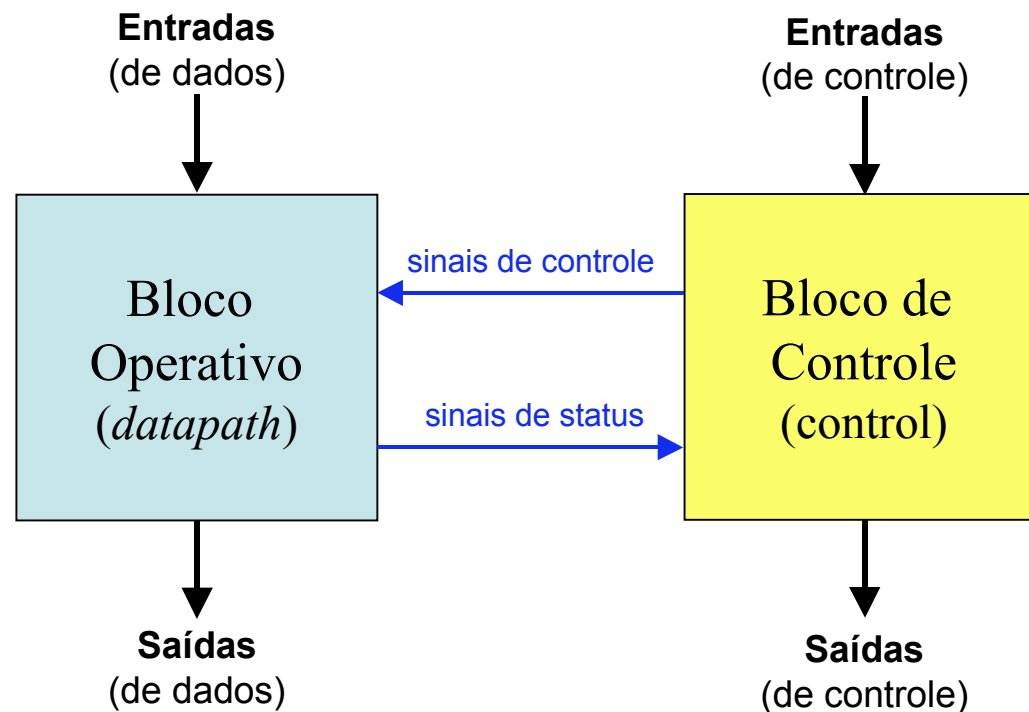 Entradas
(de dados)
Entradas
(de controle)
sinais de controle
Bloco
Operativo
(datapath)
Bloco de
Controle
(control)
sinais de status
Saídas
(de dados)
Saídas
(de controle)